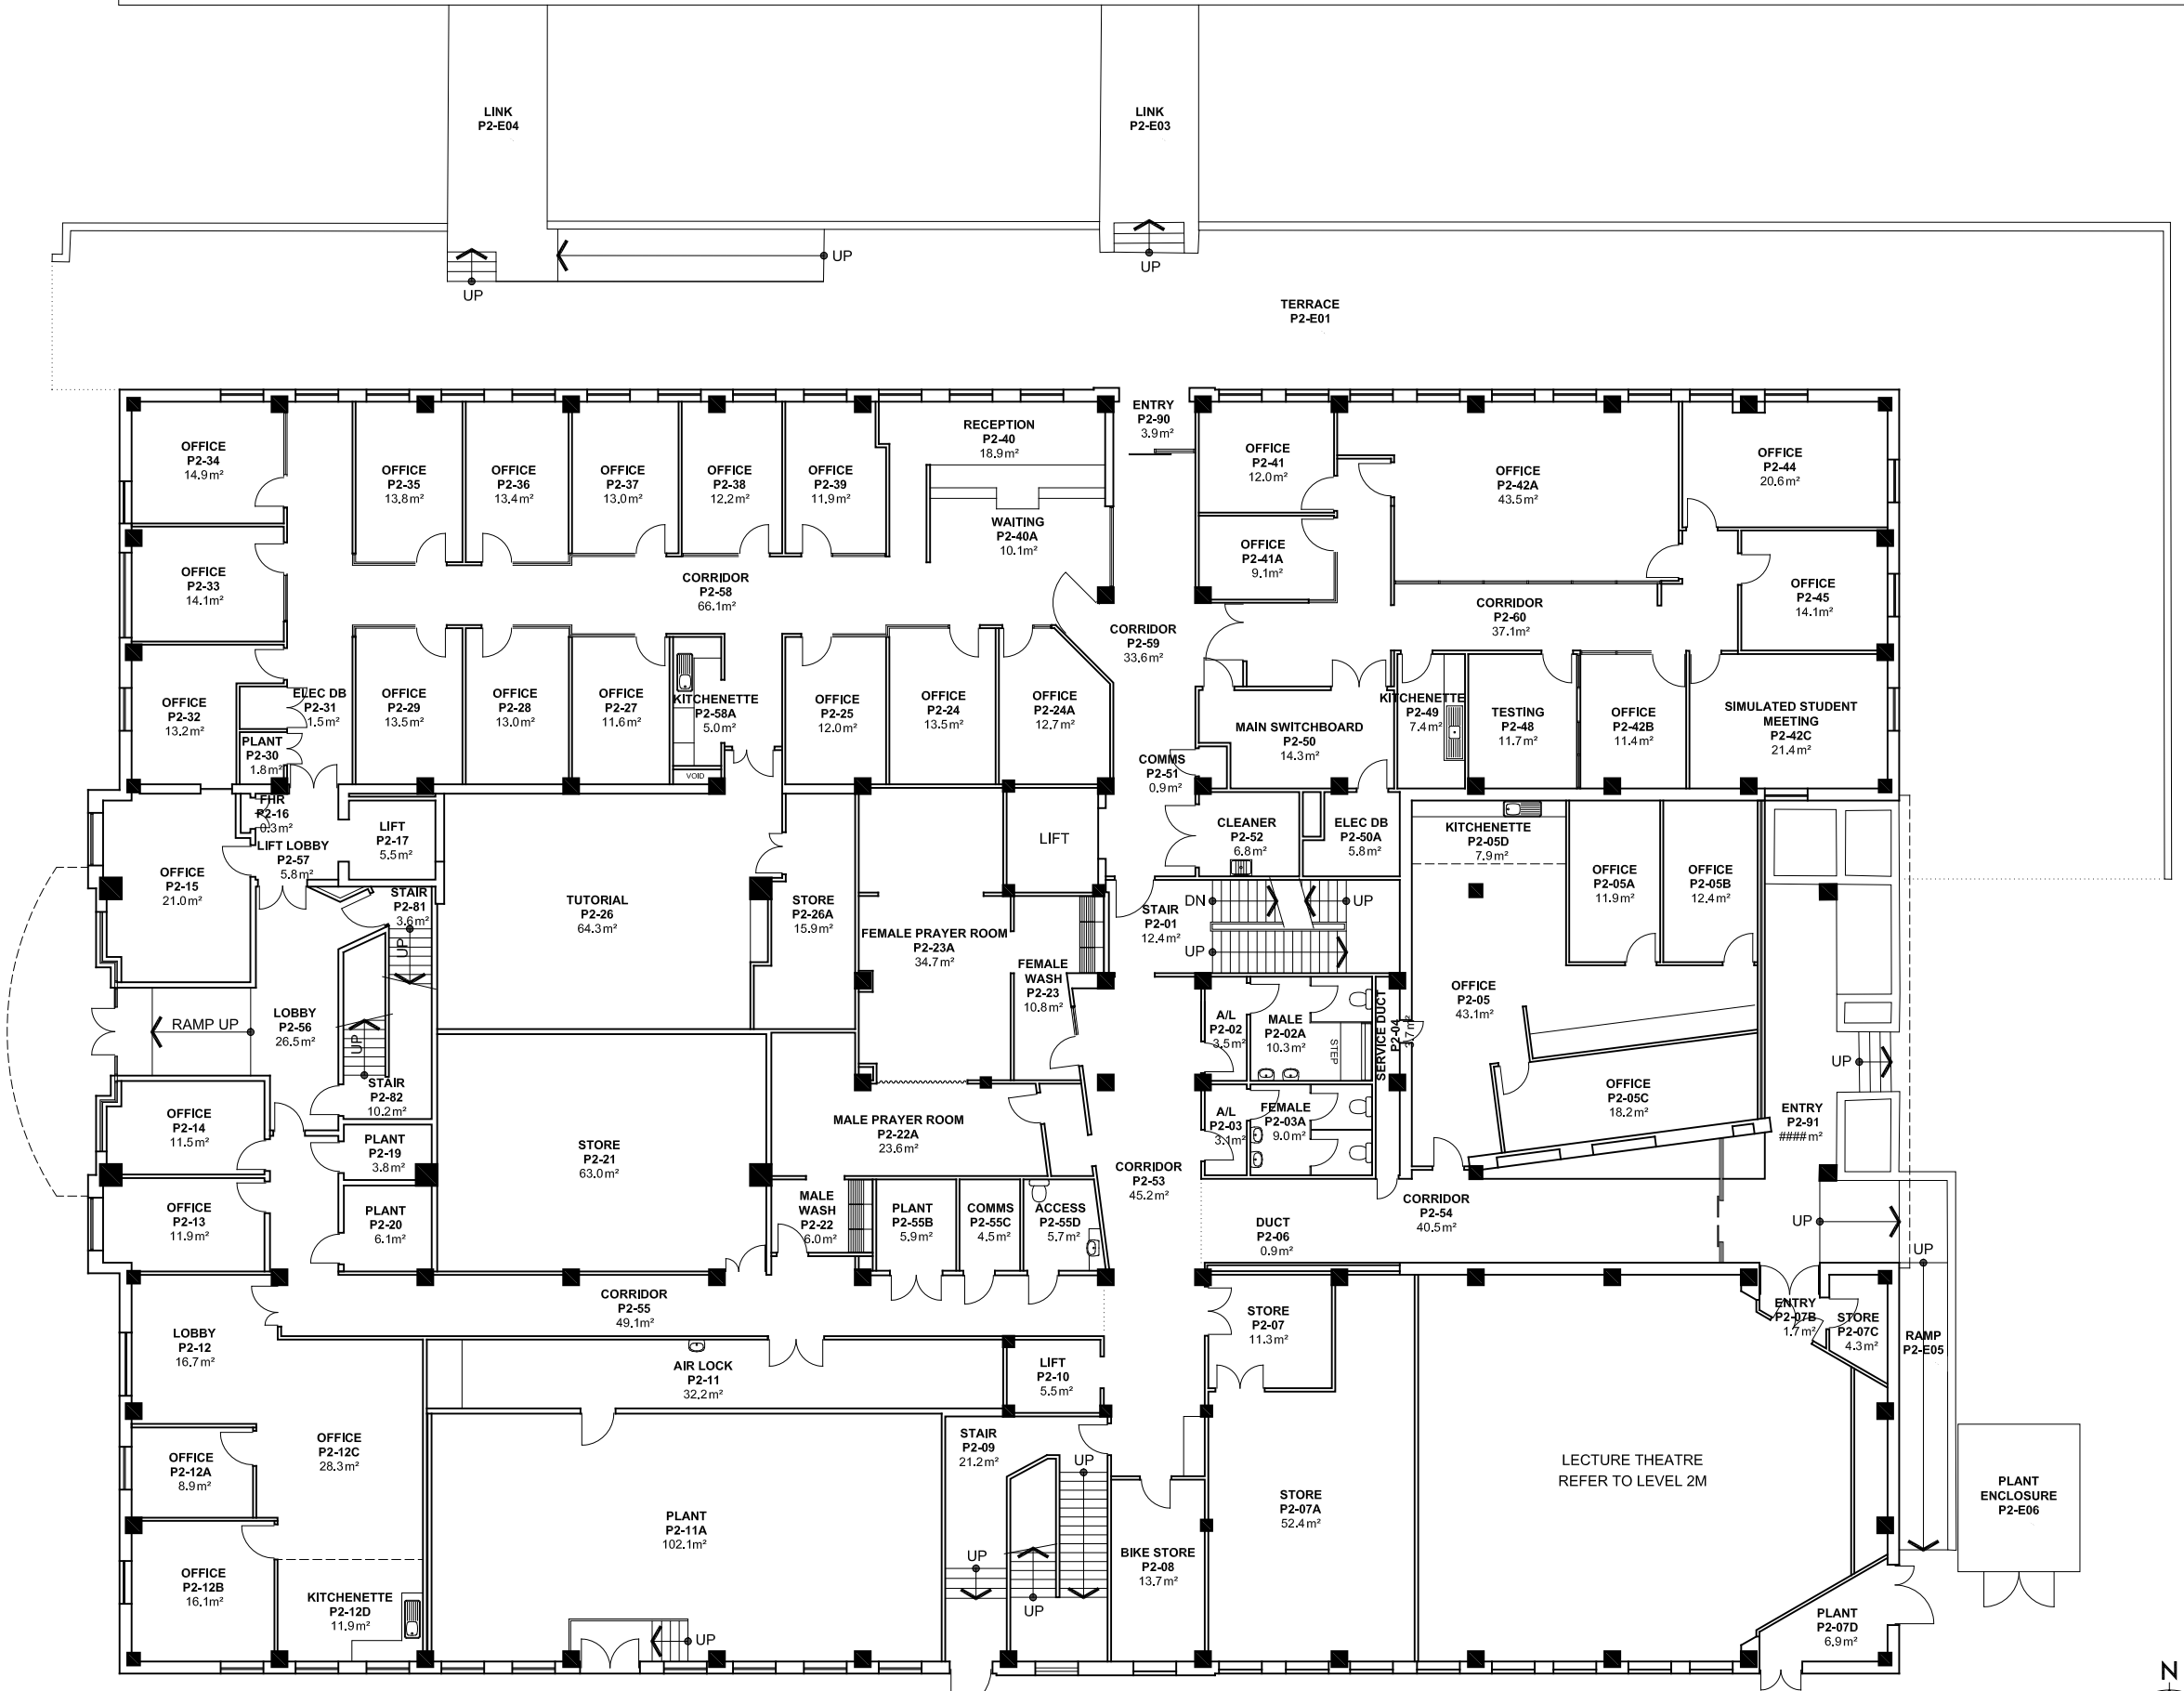 LINK
P2-E04
LINK
P2-E03
UP
UP
UP
TERRACE
P2-E01
OFFICE
P2-34
14.9m²
OFFICE
P2-35
13.8m²
OFFICE
P2-36
13.4m²
OFFICE
P2-37
13.0m²
OFFICE
P2-38
12.2m²
OFFICE
P2-39
11.9m²
RECEPTION
P2-40
18.9m²
WAITING
P2-40A
10.1m²
ENTRY
P2-90
3.9m²
OFFICE
P2-41
12.0m²
OFFICE
P2-41A
9.1m²
OFFICE
P2-42A
43.5m²
OFFICE
P2-44
20.6m²
OFFICE
P2-45
14.1m²
OFFICE
P2-33
14.1m²
CORRIDOR
P2-58
66.1m²
CORRIDOR
P2-59
33.6m²
CORRIDOR
P2-60
37.1m²
OFFICE
P2-32
13.2m²
ELEC DB
P2-31
1.5m²
PLANT
P2-30
1.8m²
OFFICE
P2-29
13.5m²
OFFICE
P2-28
13.0m²
OFFICE
P2-27
11.6m²
KITCHENETTE
P2-58A
5.0m²
VOID
OFFICE
P2-25
12.0m²
OFFICE
P2-24
13.5m²
OFFICE
P2-24A
12.7m²
MAIN SWITCHBOARD
P2-50
14.3m²
COMMS
P2-51
0.9m²
KITCHENETTE
P2-49
7.4m²
TESTING
P2-48
11.7m²
OFFICE
P2-42B
11.4m²
SIMULATED STUDENT
MEETING
P2-42C
21.4m²
FHR
P2-16
0.3m²
LIFT LOBBY
P2-57
5.8m²
LIFT
P2-17
5.5m²
OFFICE
P2-15
21.0m²
STAIR
P2-81
3.6m²
UP
TUTORIAL
P2-26
64.3m²
STORE
P2-26A
15.9m²
LIFT
FEMALE PRAYER ROOM
P2-23A
34.7m²
FEMALE
WASH
P2-23
10.8m²
CLEANER
P2-52
6.8m²
ELEC DB
P2-50A
5.8m²
STAIR
P2-01
12.4m²
DN
UP
UP
KITCHENETTE
P2-05D
7.9m²
OFFICE
P2-05A
11.9m²
OFFICE
P2-05B
12.4m²
OFFICE
P2-05
43.1m²
OFFICE
P2-05C
18.2m²
RAMP UP
LOBBY
P2-56
26.5m²
UP
STAIR
P2-82
10.2m²
A/L
P2-02
3.5m²
MALE
P2-02A
10.3m²
STEP
SERVICE DUCT
P2-04
3.7m²
A/L
P2-03
3.1m²
FEMALE
P2-03A
9.0m²
UP
ENTRY
P2-91
####m²
OFFICE
P2-14
11.5m²
PLANT
P2-19
3.8m²
STORE
P2-21
63.0m²
MALE PRAYER ROOM
P2-22A
23.6m²
OFFICE
P2-13
11.9m²
PLANT
P2-20
6.1m²
MALE
WASH
P2-22
6.0m²
PLANT
P2-55B
5.9m²
COMMS
P2-55C
4.5m²
ACCESS
P2-55D
5.7m²
CORRIDOR
P2-53
45.2m²
DUCT
P2-06
0.9m²
CORRIDOR
P2-54
40.5m²
UP
UP
CORRIDOR
P2-55
49.1m²
LOBBY
P2-12
16.7m²
AIR LOCK
P2-11
32.2m²
LIFT
P2-10
5.5m²
STORE
P2-07
11.3m²
ENTRY
P2-07B
1.7m²
STORE
P2-07C
4.3m²
RAMP
P2-E05
OFFICE
P2-12A
8.9m²
OFFICE
P2-12C
28.3m²
STAIR
P2-09
21.2m²
UP
LECTURE THEATRE
REFER TO LEVEL 2M
STORE
P2-07A
52.4m²
PLANT
ENCLOSURE
P2-E06
PLANT
P2-11A
102.1m²
OFFICE
P2-12B
16.1m²
KITCHENETTE
P2-12D
11.9m²
UP
UP
UP
BIKE STORE
P2-08
13.7m²
PLANT
P2-07D
6.9m²
N